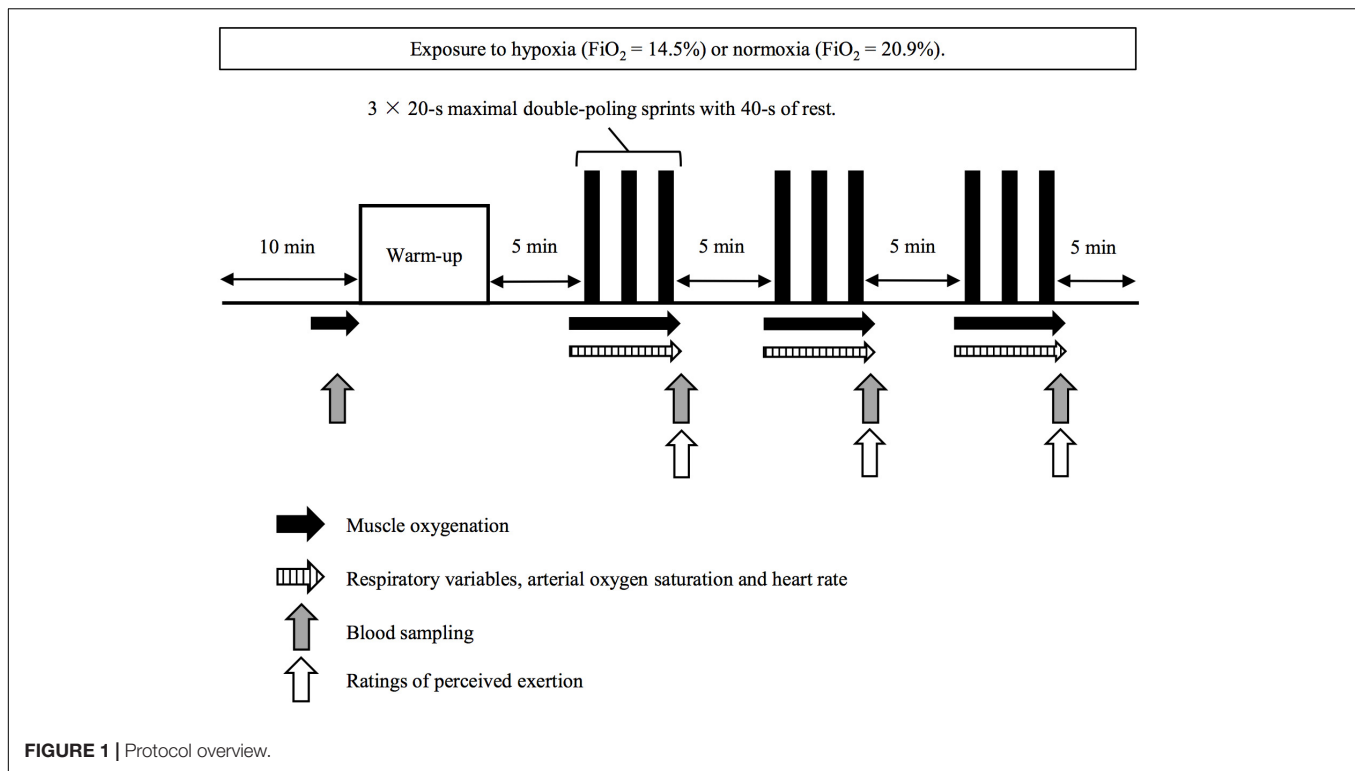 Exposure to hypoxia (FiO₂ = 14.5%) or normoxia (FiO₂ = 20.9%).
3 × 20-s maximal double-poling sprints with 40-s of rest.
10 min
Warm-up
5 min
5 min
5 min
5 min
Muscle oxygenation
Respiratory variables, arterial oxygen saturation and heart rate
Blood sampling
Ratings of perceived exertion
FIGURE 1 | Protocol overview.